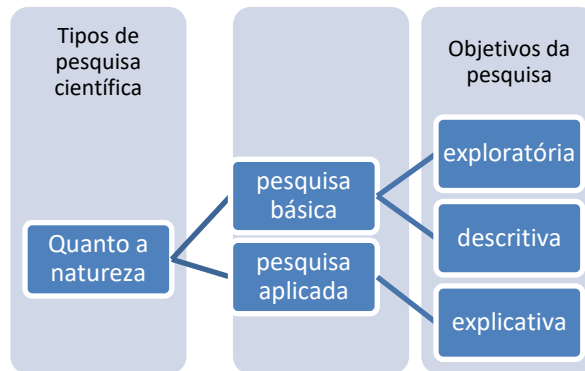 Tipos de
pesquisa
científica
Quanto a
natureza
pesquisa
básica
pesquisa
aplicada
Objetivos da
pesquisa
exploratória
descritiva
explicativa